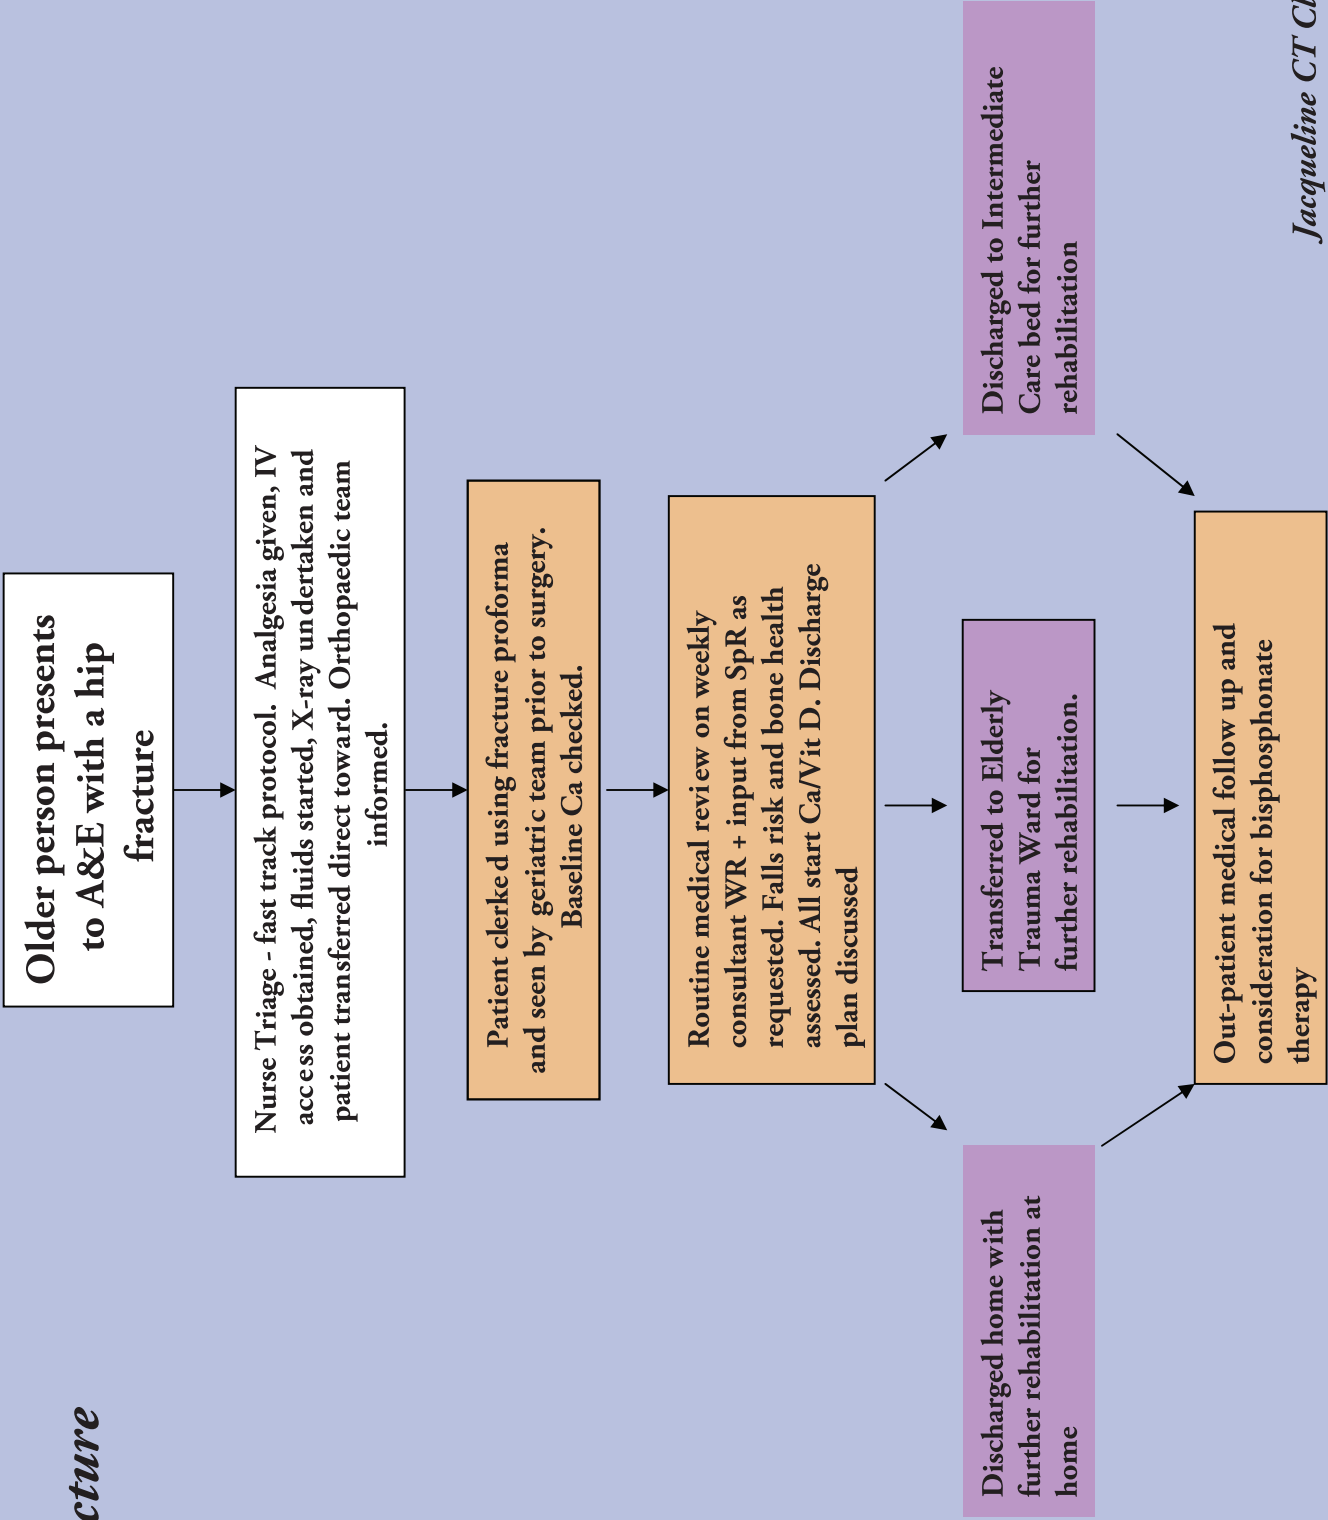 cture
Older person presents
to A&E with a hip
fracture
Nurse Triage - fast track protocol. Analgesia given, IV
access obtained, fluids started, X-ray undertaken and
patient transferred direct toward. Orthopaedic team
informed.
Patient clerked using fracture proforma
and seen by geriatric team prior to surgery.
Baseline Ca checked.
Routine medical review on weekly
consultant WR + input from SpR as
requested. Falls risk and bone health
assessed. All start Ca/Vit D. Discharge
plan discussed
Discharged home with
further rehabilitation at
home
Transferred to Elderly
Trauma Ward for
further rehabilitation.
Discharged to Intermediate
Care bed for further
rehabilitation
Out-patient medical follow up and
consideration for bisphosphonate
therapy
Jacqueline CT Cl